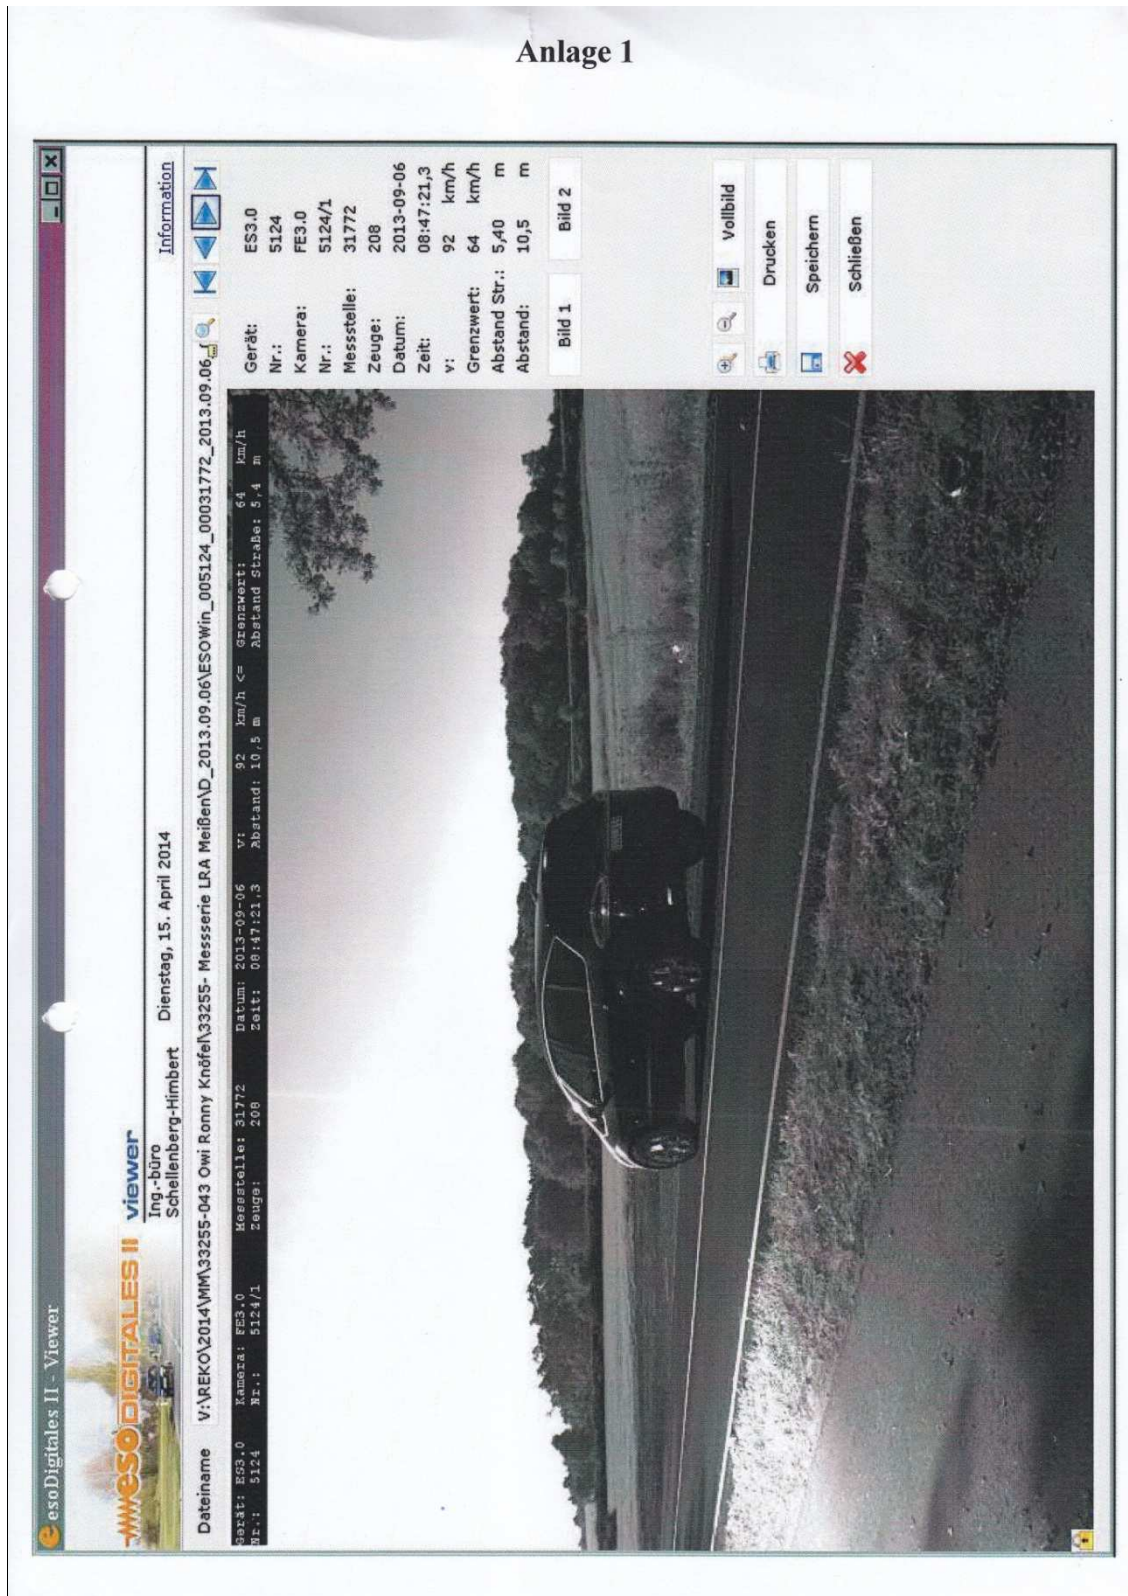 Anlage 1
esoDigitales II - Viewer
esoDIGITALES II viewer
Ing.-büro
Schellenberg-Himbert
Dienstag, 15. April 2014
Information
Dateiname
V:\REKO\2014\MM\33255-043 Owi Ronny Knöfel\33255- Messserie LRA Meißen\D_2013.09.06\ESOWin_005124_00031772_2013.09.06_(
Gerät: ES3.0 Kamera: FE3.0 Messstelle: 31772 Datum: 2013-09-06 V: 92 km/h <= Grenzwert: 64 km/h
Nr.: 5124 Nr.: 5124/1 Zeuge: 208 Zeit: 08:47:21,3 Abstand: 10,5 m Abstand Straße: 5,4 m
Gerät: ES3.0
Nr.: 5124
Kamera: FE3.0
Nr.: 5124/1
Messstelle: 31772
Zeuge: 208
Datum: 2013-09-06
Zeit: 08:47:21,3
v: 92 km/h
Grenzwert: 64 km/h
Abstand Str.: 5,40 m
Abstand: 10,5 m
Bild 1 Bild 2
Vollbild
Drucken
Speichern
Schließen